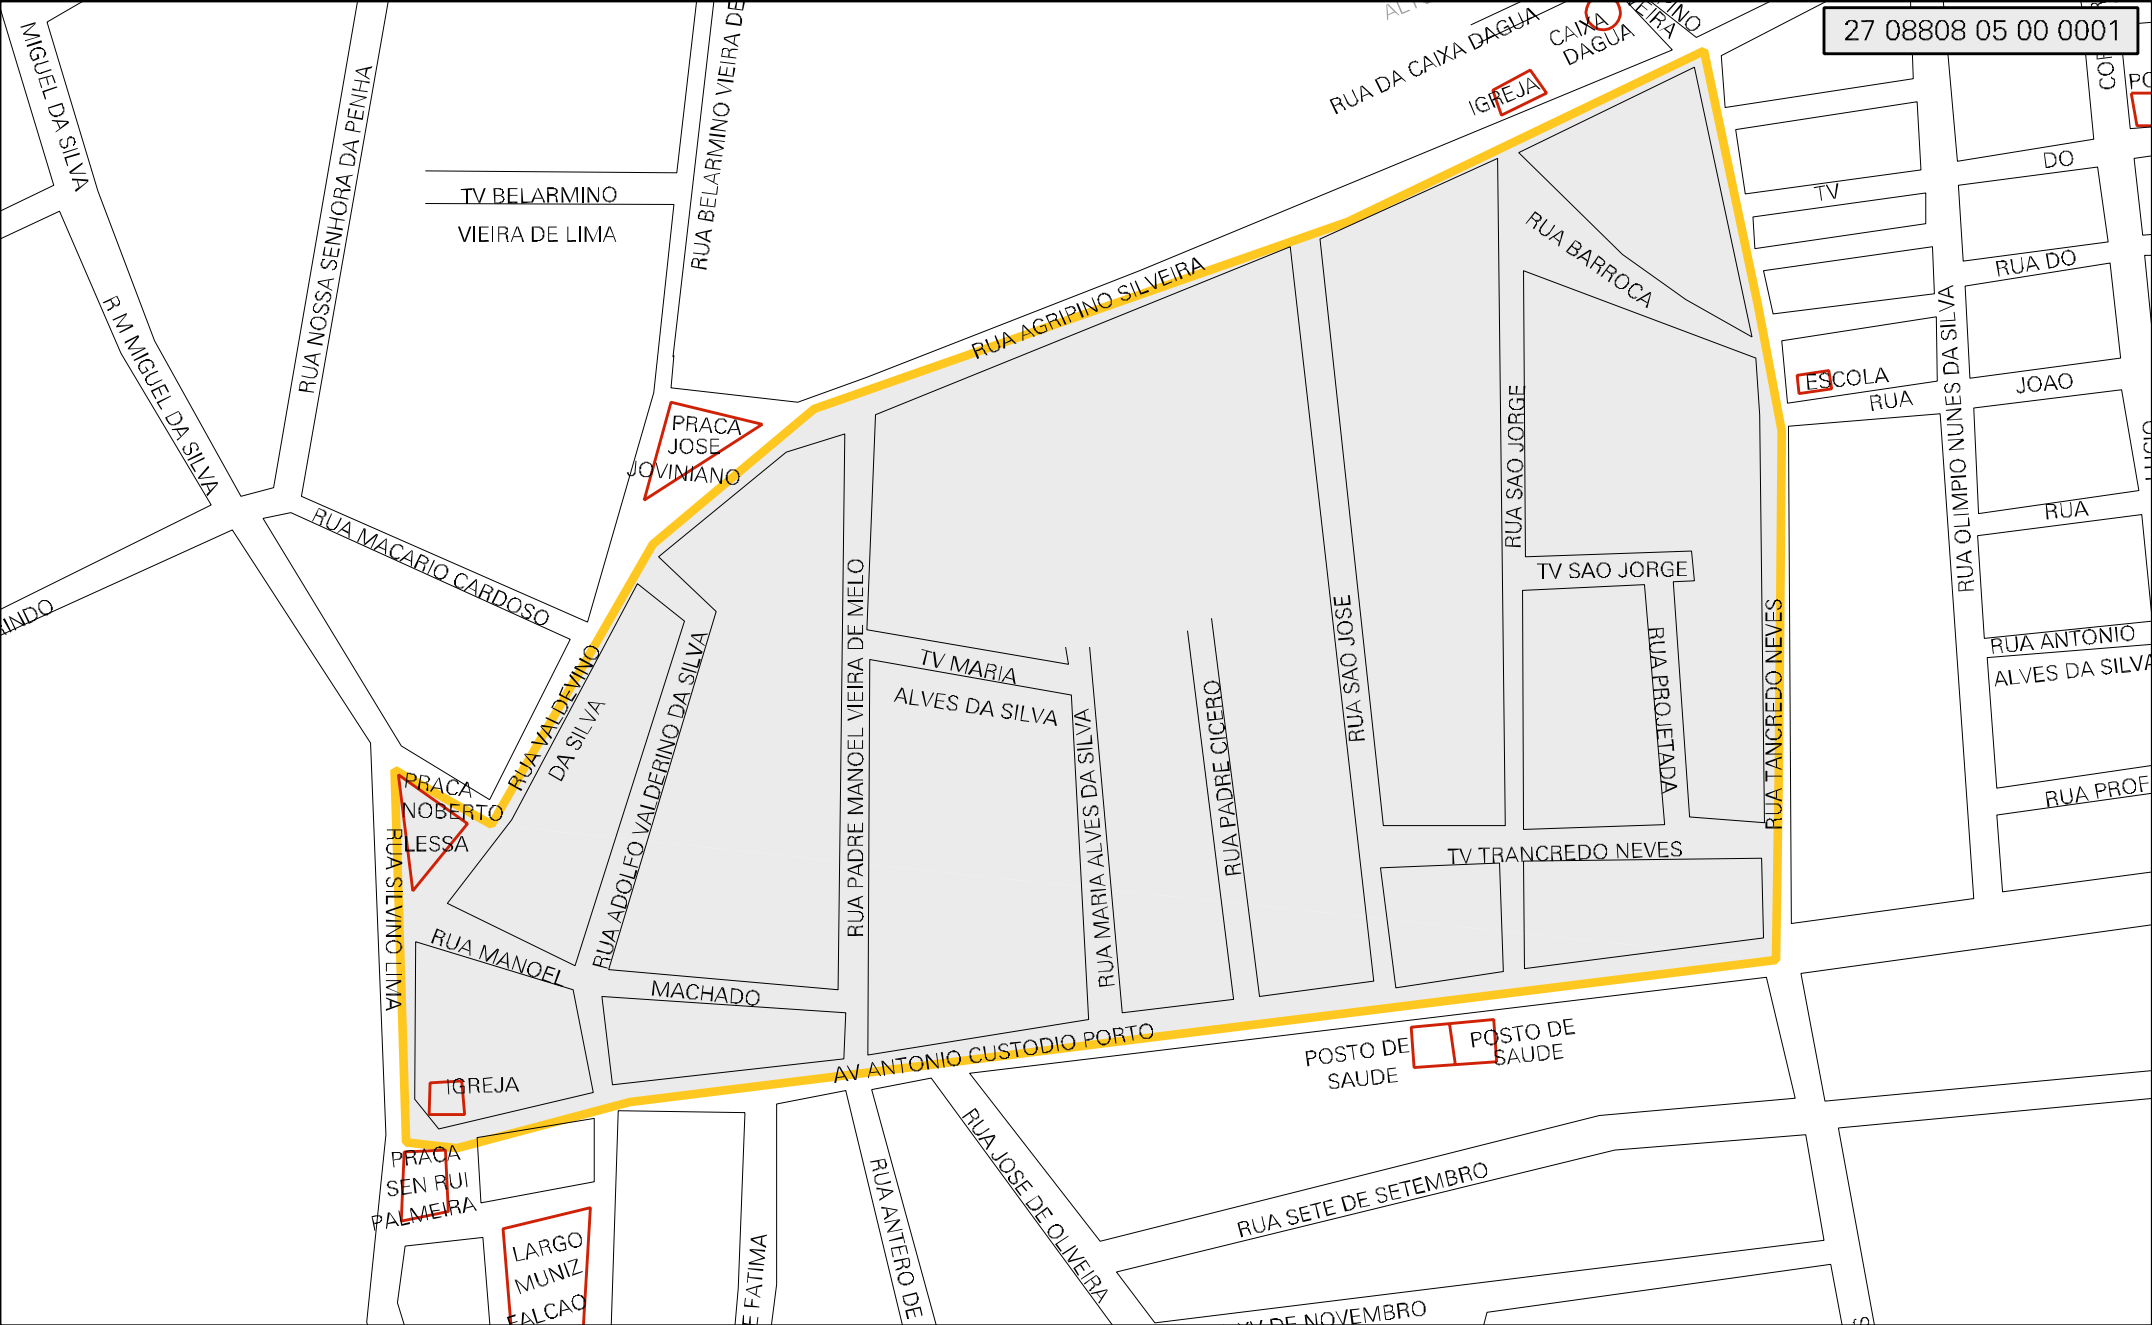 27 08808 05 00 0001
MIGUEL DA SILVA
R M MIGUEL DA SILVA
RUA NOSSA SENHORA DA PENHA
TV BELARMINO
VIEIRA DE LIMA
RUA BELARMINO VIEIRA DE
RUA DA CAIXA DAGUA
CAIXA
DAGUA
IGREJA
RUA AGRIPINO SILVEIRA
RUA BARROCA
TV
DO
RUA DO
ESCOLA
RUA
JOAO
RUA
RUA OLIMPIO NUNES DA SILVA
RUA ANTONIO
ALVES DA SILVA
RUA PROF
PRACA
JOSE
JOVINIANO
RUA MACARIO CARDOSO
RUA VALDEVINO
DA SILVA
RUA ADOLFO VALDERINO DA SILVA
RUA PADRE MANOEL VIEIRA DE MELO
TV MARIA
ALVES DA SILVA
RUA MARIA ALVES DA SILVA
RUA PADRE CICERO
RUA SAO JOSE
RUA SAO JORGE
TV SAO JORGE
RUA PROJETADA
RUA TANCREDO NEVES
TV TRANCREDO NEVES
PRACA
NOBERTO
LESSA
RUA SILVINO LIMA
RUA MANOEL
MACHADO
IGREJA
AV ANTONIO CUSTODIO PORTO
POSTO DE
SAUDE
POSTO DE
SAUDE
PRACA
SEN RUI
PALMEIRA
LARGO
MUNIZ
FALCAO
E FATIMA
RUA ANTERO DE
RUA JOSE DE OLIVEIRA
RUA SETE DE SETEMBRO
XV DE NOVEMBRO